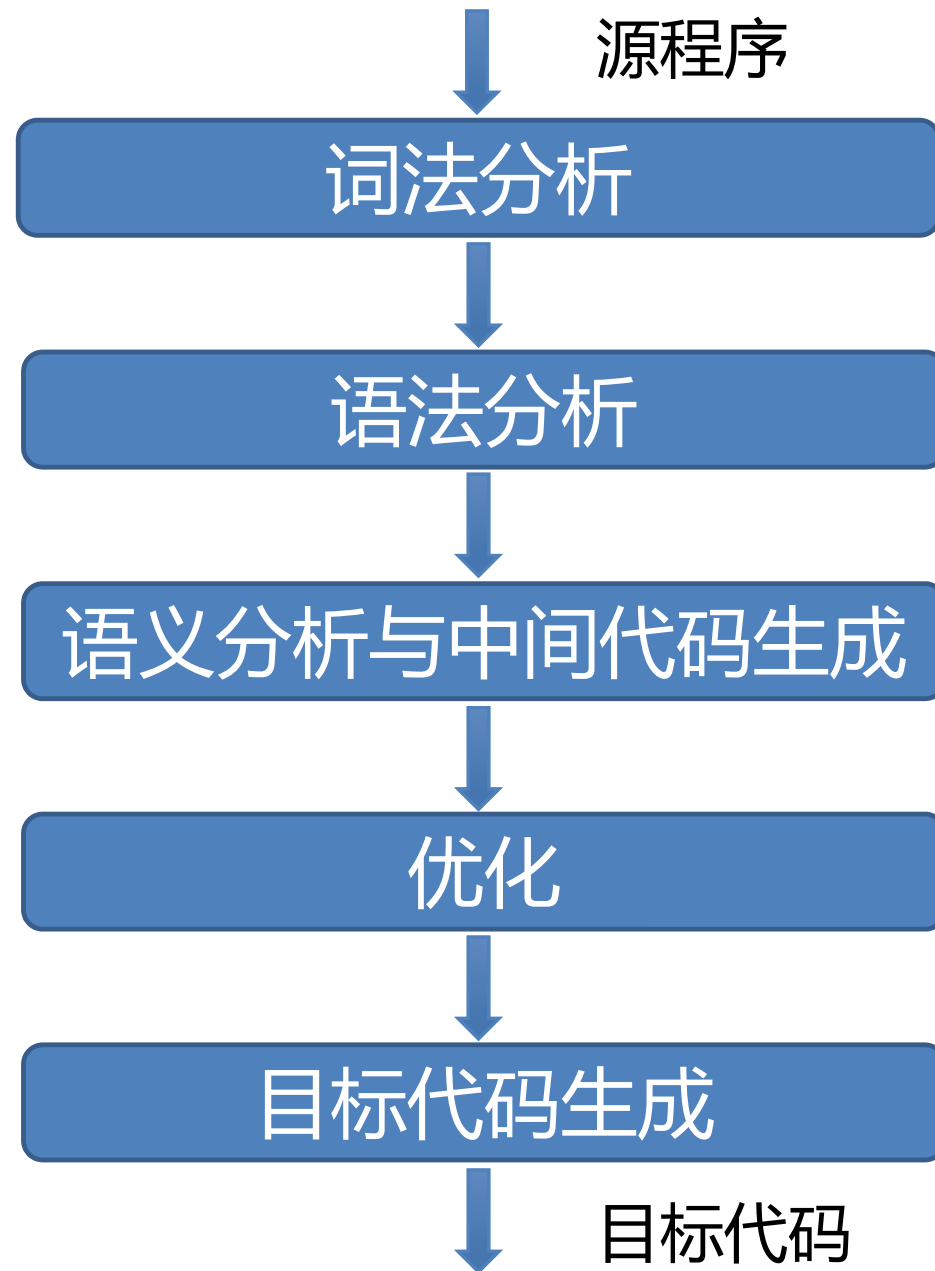 源程序
词法分析
语法分析
语义分析与中间代码生成
优化
目标代码生成
目标代码